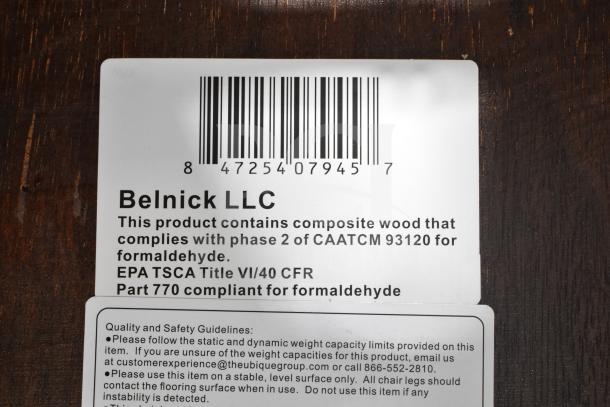 8 47254 07945 7
Belnick LLC
This product contains composite wood that
complies with phase 2 of CAATCM 93120 for
formaldehyde.
EPA TSCA Title VI/40 CFR
Part 770 compliant for formaldehyde
Quality and Safety Guidelines:
●Please follow the static and dynamic weight capacity limits provided on this
item. If you are unsure of the weight capacities for this product, email us
at customerexperience@theubiquegroup.com or call 866-552-2810.
●Please use this item on a stable, level surface only. All chair legs should
contact the flooring surface when in use. Do not use this item if any
instability is detected.